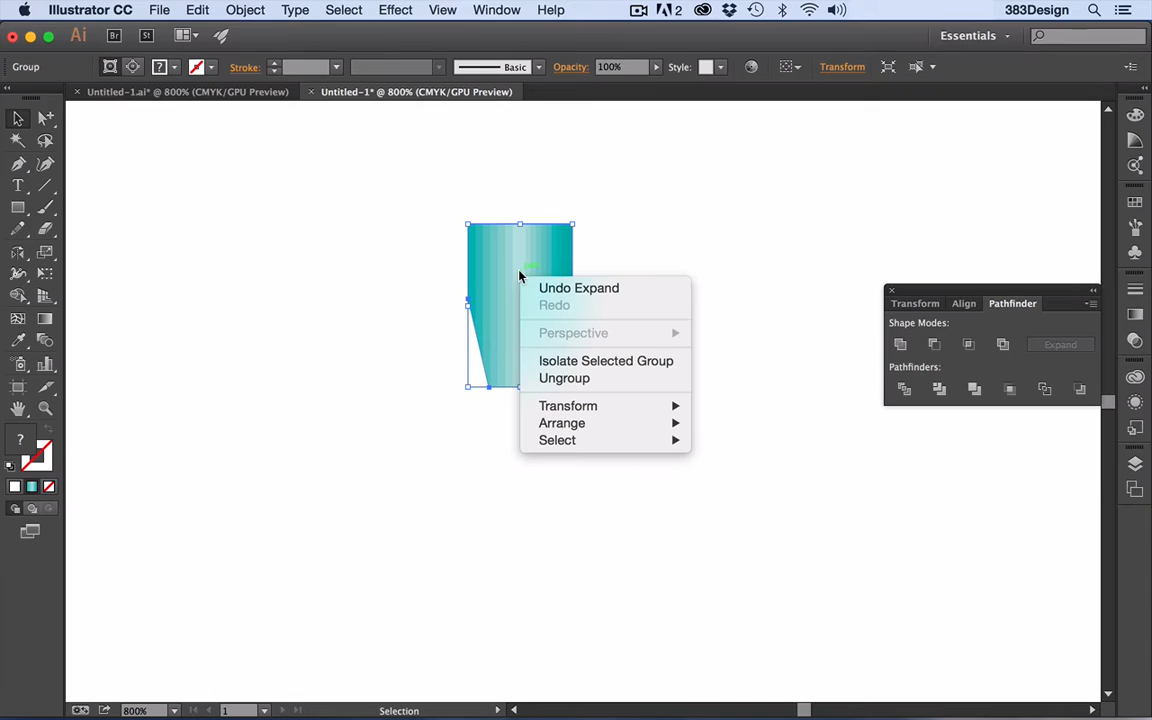 Illustrator CC File Edit Object Type Select Effect View Window Help 2 383Design
Ai Br St Essentials
Group ? Stroke: Basic Opacity: 100% Style: Transform
× Untitled-1.ai* @ 800% (CMYK/GPU Preview) × Untitled-1* @ 800% (CMYK/GPU Preview)
Undo Expand
Redo
Perspective
Isolate Selected Group
Ungroup
Transform
Arrange
Select
Transform Align Pathfinder
Shape Modes:
Expand
Pathfinders:
T
?
800% 1 Selection